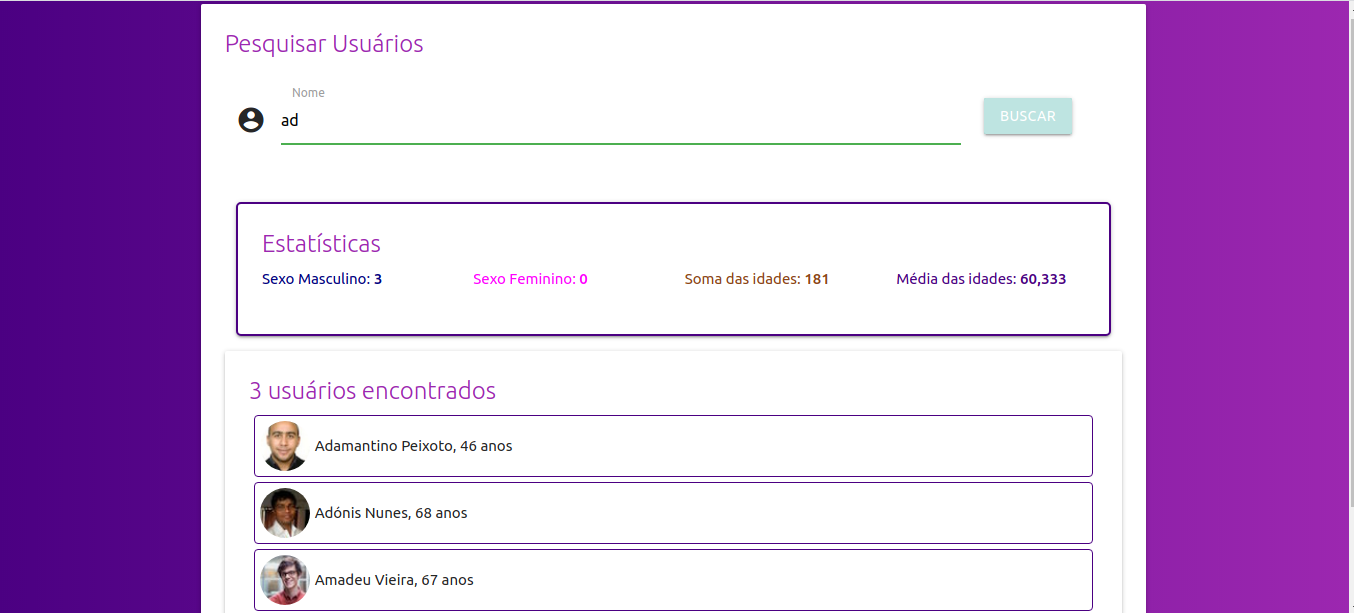 Pesquisar Usuários
Nome
ad
BUSCAR
Estatísticas
Sexo Masculino: 3
Sexo Feminino: 0
Soma das idades: 181
Média das idades: 60,333
3 usuários encontrados
Adamantino Peixoto, 46 anos
Adónis Nunes, 68 anos
Amadeu Vieira, 67 anos